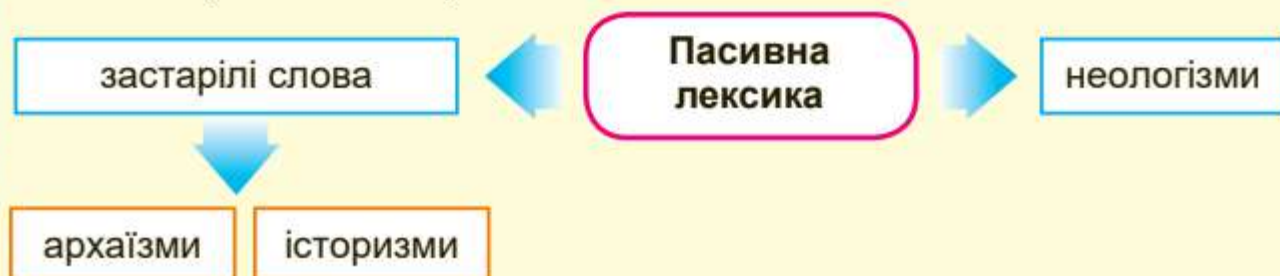 застарілі слова
Пасивна
лексика
неологізми
архаїзми
історизми